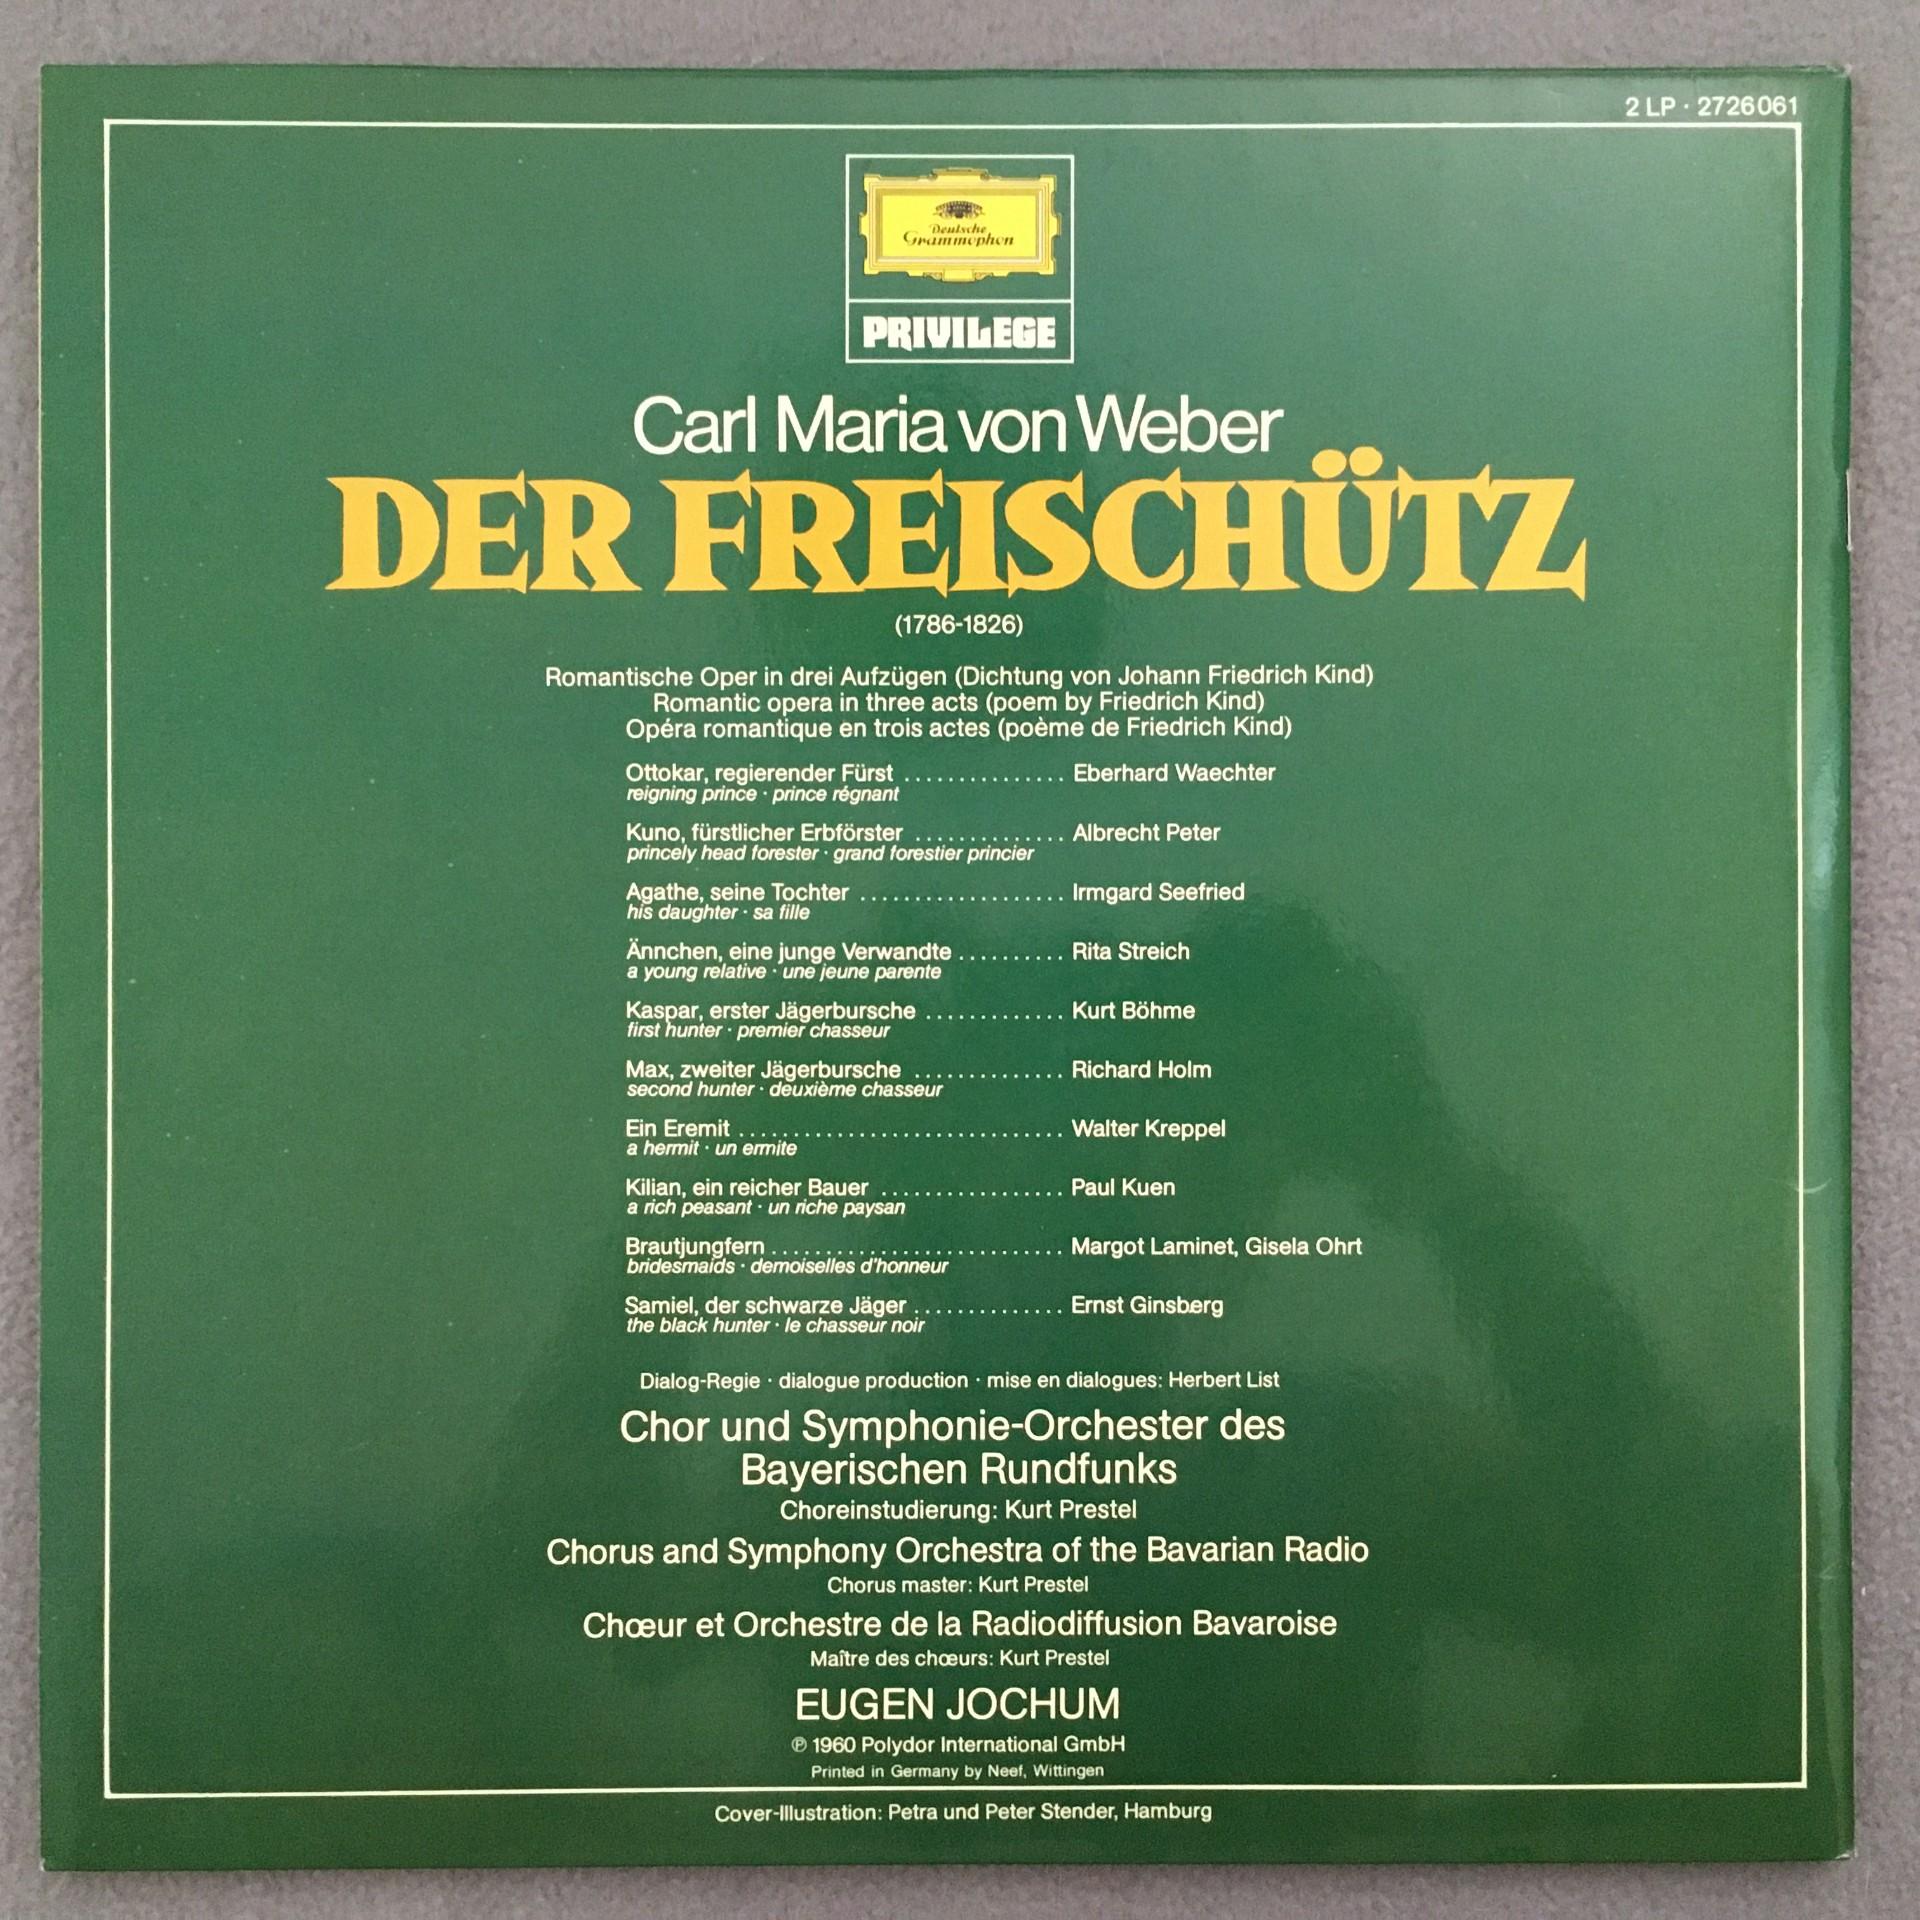 2 LP · 2726061
Deutsche
Grammophon
PRIVILEGE
Carl Maria von Weber
DER FREISCHÜTZ
(1786-1826)
Romantische Oper in drei Aufzügen (Dichtung von Johann Friedrich Kind)
Romantic opera in three acts (poem by Friedrich Kind)
Opéra romantique en trois actes (poème de Friedrich Kind)
Ottokar, regierender Fürst ............... Eberhard Waechter
reigning prince · prince régnant
Kuno, fürstlicher Erbförster .............. Albrecht Peter
princely head forester · grand forestier princier
Agathe, seine Tochter ................... Irmgard Seefried
his daughter · sa fille
Ännchen, eine junge Verwandte .......... Rita Streich
a young relative · une jeune parente
Kaspar, erster Jägerbursche ............. Kurt Böhme
first hunter · premier chasseur
Max, zweiter Jägerbursche .............. Richard Holm
second hunter · deuxième chasseur
Ein Eremit .............................. Walter Kreppel
a hermit · un ermite
Kilian, ein reicher Bauer ................. Paul Kuen
a rich peasant · un riche paysan
Brautjungfern ........................... Margot Laminet, Gisela Ohrt
bridesmaids · demoiselles d'honneur
Samiel, der schwarze Jäger .............. Ernst Ginsberg
the black hunter · le chasseur noir
Dialog-Regie · dialogue production · mise en dialogues: Herbert List
Chor und Symphonie-Orchester des
Bayerischen Rundfunks
Choreinstudierung: Kurt Prestel
Chorus and Symphony Orchestra of the Bavarian Radio
Chorus master: Kurt Prestel
Chœur et Orchestre de la Radiodiffusion Bavaroise
Maître des chœurs: Kurt Prestel
EUGEN JOCHUM
℗ 1960 Polydor International GmbH
Printed in Germany by Neef, Wittingen
Cover-Illustration: Petra und Peter Stender, Hamburg